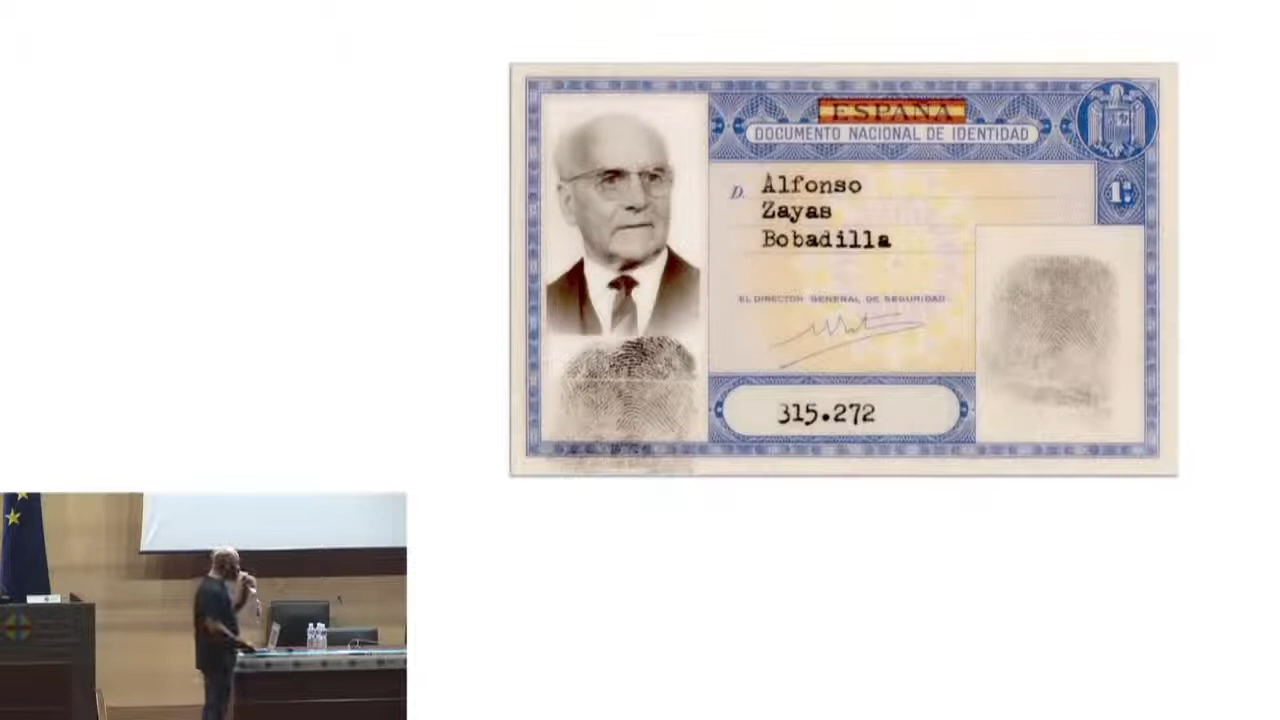 ESPAÑA
DOCUMENTO NACIONAL DE IDENTIDAD
1ª
D. Alfonso
Zayas
Bobadilla
EL DIRECTOR GENERAL DE SEGURIDAD
315.272